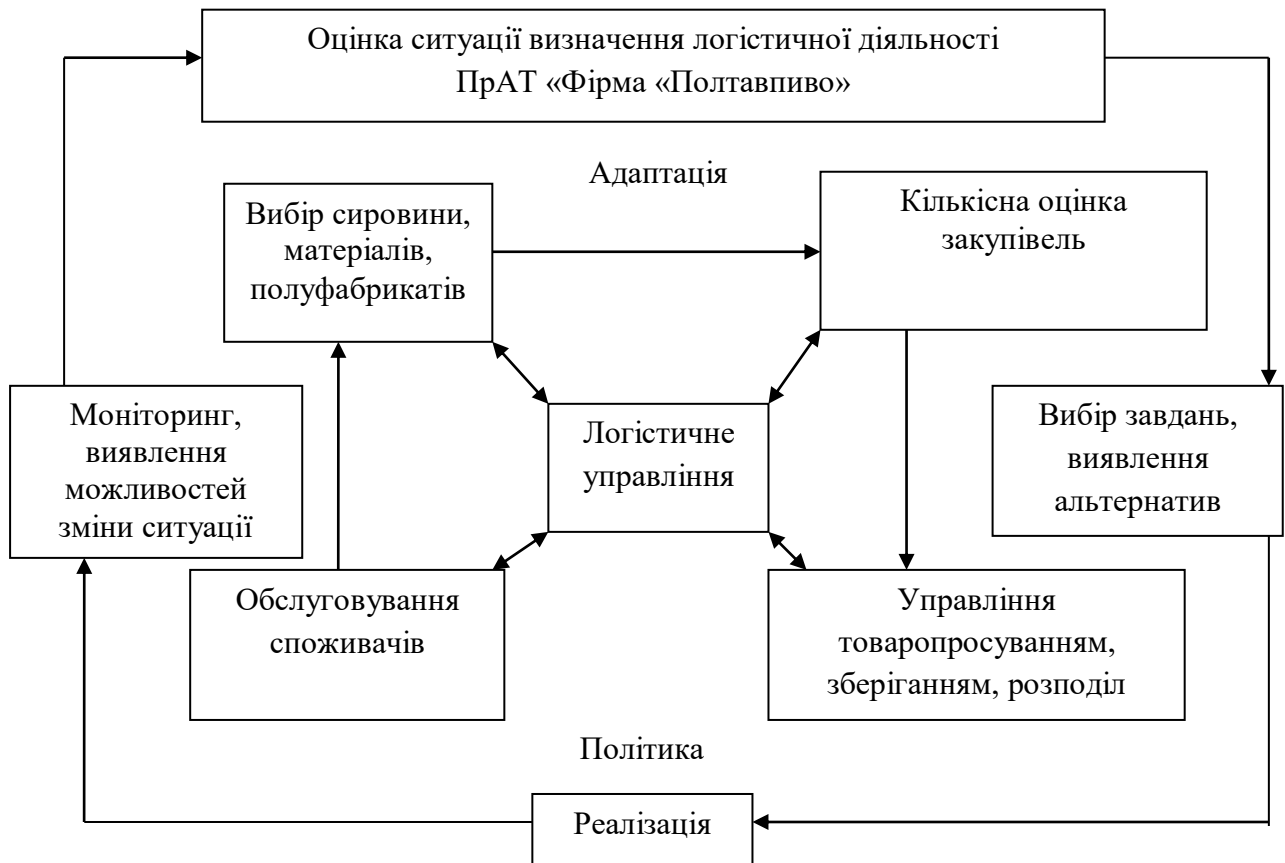 Оцінка ситуації визначення логістичної діяльності
ПрАТ «Фірма «Полтавпиво»
Адаптація
Вибір сировини,
матеріалів,
полуфабрикатів
Кількісна оцінка
закупівель
Моніторинг,
виявлення
можливостей
зміни ситуації
Логістичне
управління
Вибір завдань,
виявлення
альтернатив
Обслуговування
споживачів
Управління
товаропросуванням,
зберіганням, розподіл
Політика
Реалізація